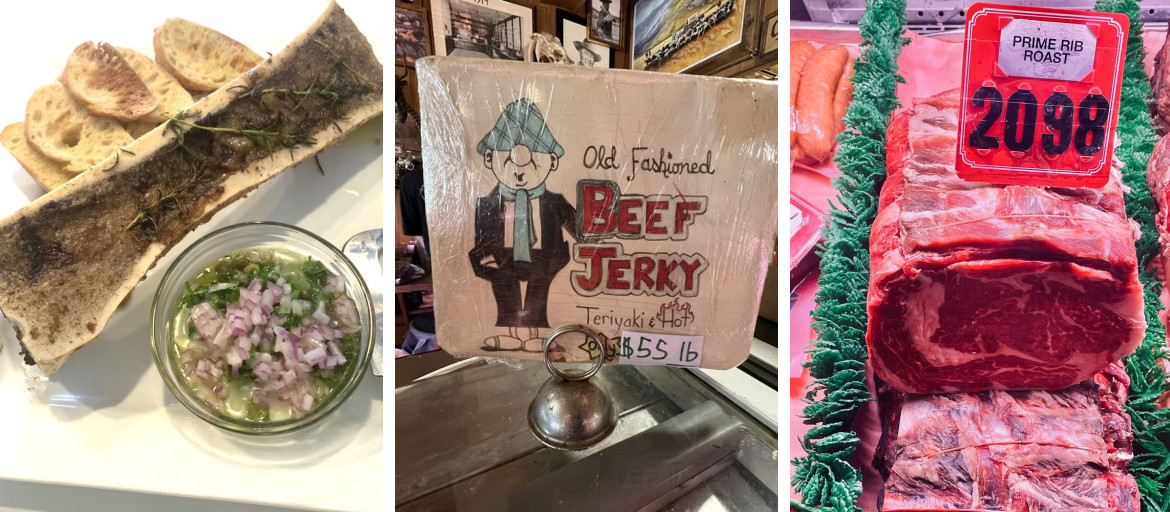 Old Fashioned
BEEF
JERKY
Teriyaki & Hot
$55 lb
PRIME RIB
ROAST
2098